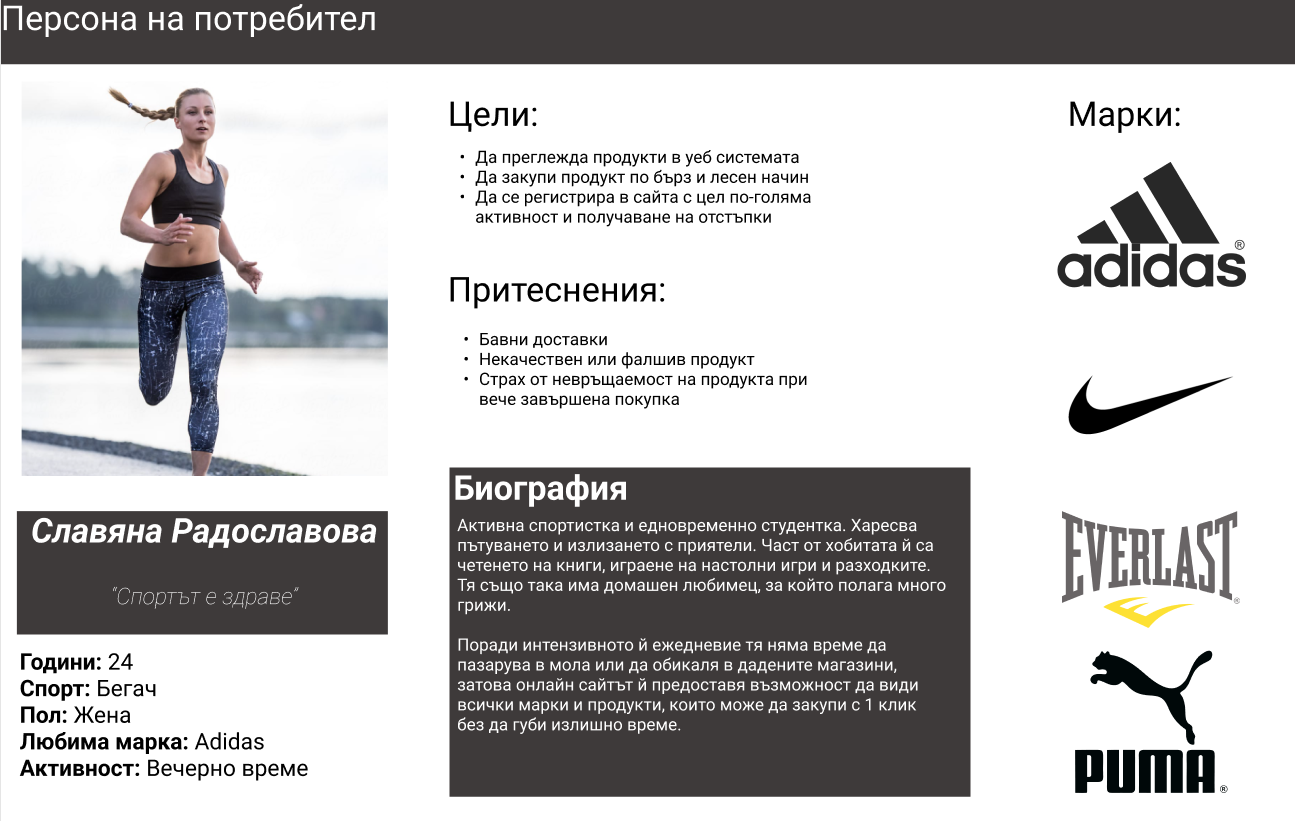 Персона на потребител
Славяна Радославова
“Спортът е здраве”
Години: 24
Спорт: Бегач
Пол: Жена
Любима марка: Adidas
Активност: Вечерно време
Цели:
• Да преглежда продукти в уеб системата
• Да закупи продукт по бърз и лесен начин
• Да се регистрира в сайта с цел по-голяма
активност и получаване на отстъпки
Притеснения:
• Бавни доставки
• Некачествен или фалшив продукт
• Страх от невръщаемост на продукта при
вече завършена покупка
Биография
Активна спортистка и едновременно студентка. Харесва
пътуването и излизането с приятели. Част от хобитата й са
четенето на книги, играене на настолни игри и разходките.
Тя също така има домашен любимец, за който полага много
грижи.
Поради интензивното й ежедневие тя няма време да
пазарува в мола или да обикаля в дадените магазини,
затова онлайн сайтът й предоставя възможност да види
всички марки и продукти, които може да закупи с 1 клик
без да губи излишно време.
Марки:
adidas®
EVERLAST®
PUMA®